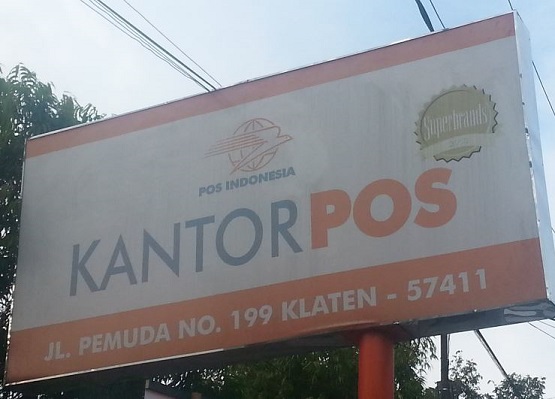 Superbrands
POS INDONESIA
KANTORPOS
JL. PEMUDA NO. 199 KLATEN - 57411